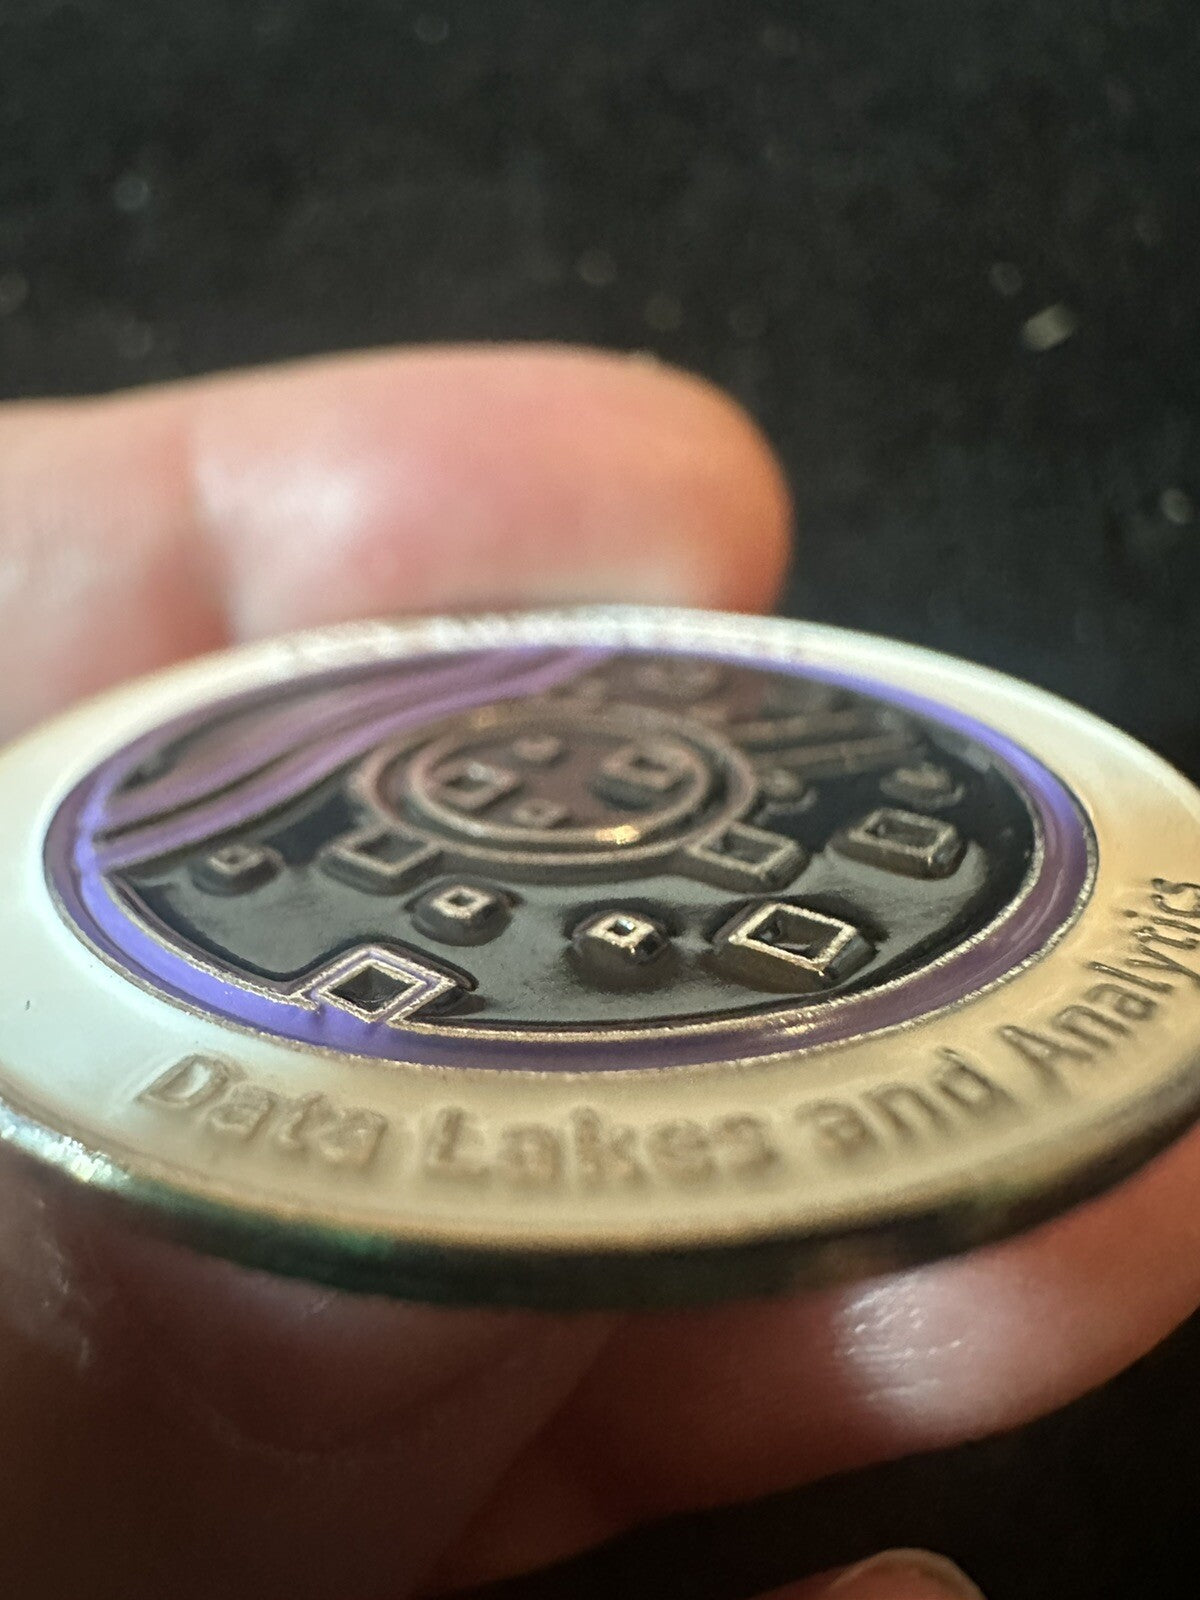 Data Lakes and Analytics